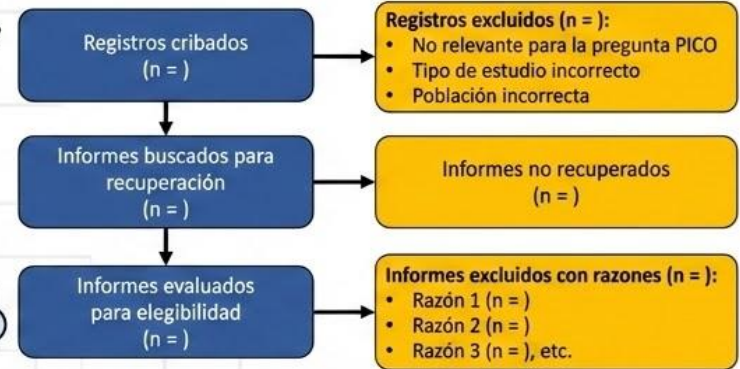 Registros cribados
(n = )
Registros excluidos (n = ):
• No relevante para la pregunta PICO
• Tipo de estudio incorrecto
• Población incorrecta
Informes buscados para
recuperación
(n = )
Informes no recuperados
(n = )
Informes evaluados
para elegibilidad
(n = )
Informes excluidos con razones (n = ):
• Razón 1 (n = )
• Razón 2 (n = )
• Razón 3 (n = ), etc.